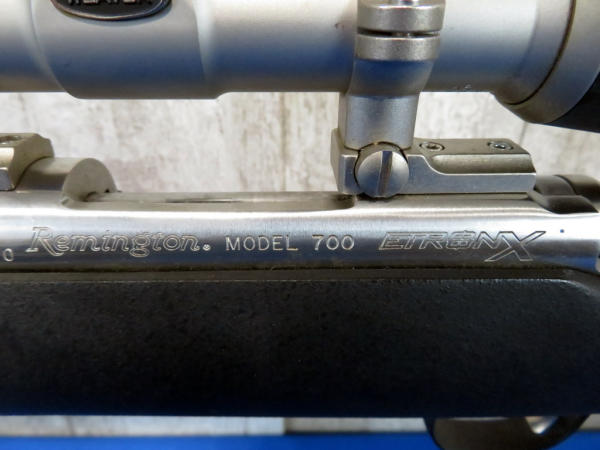 Remington. MODEL 700 ETRONX